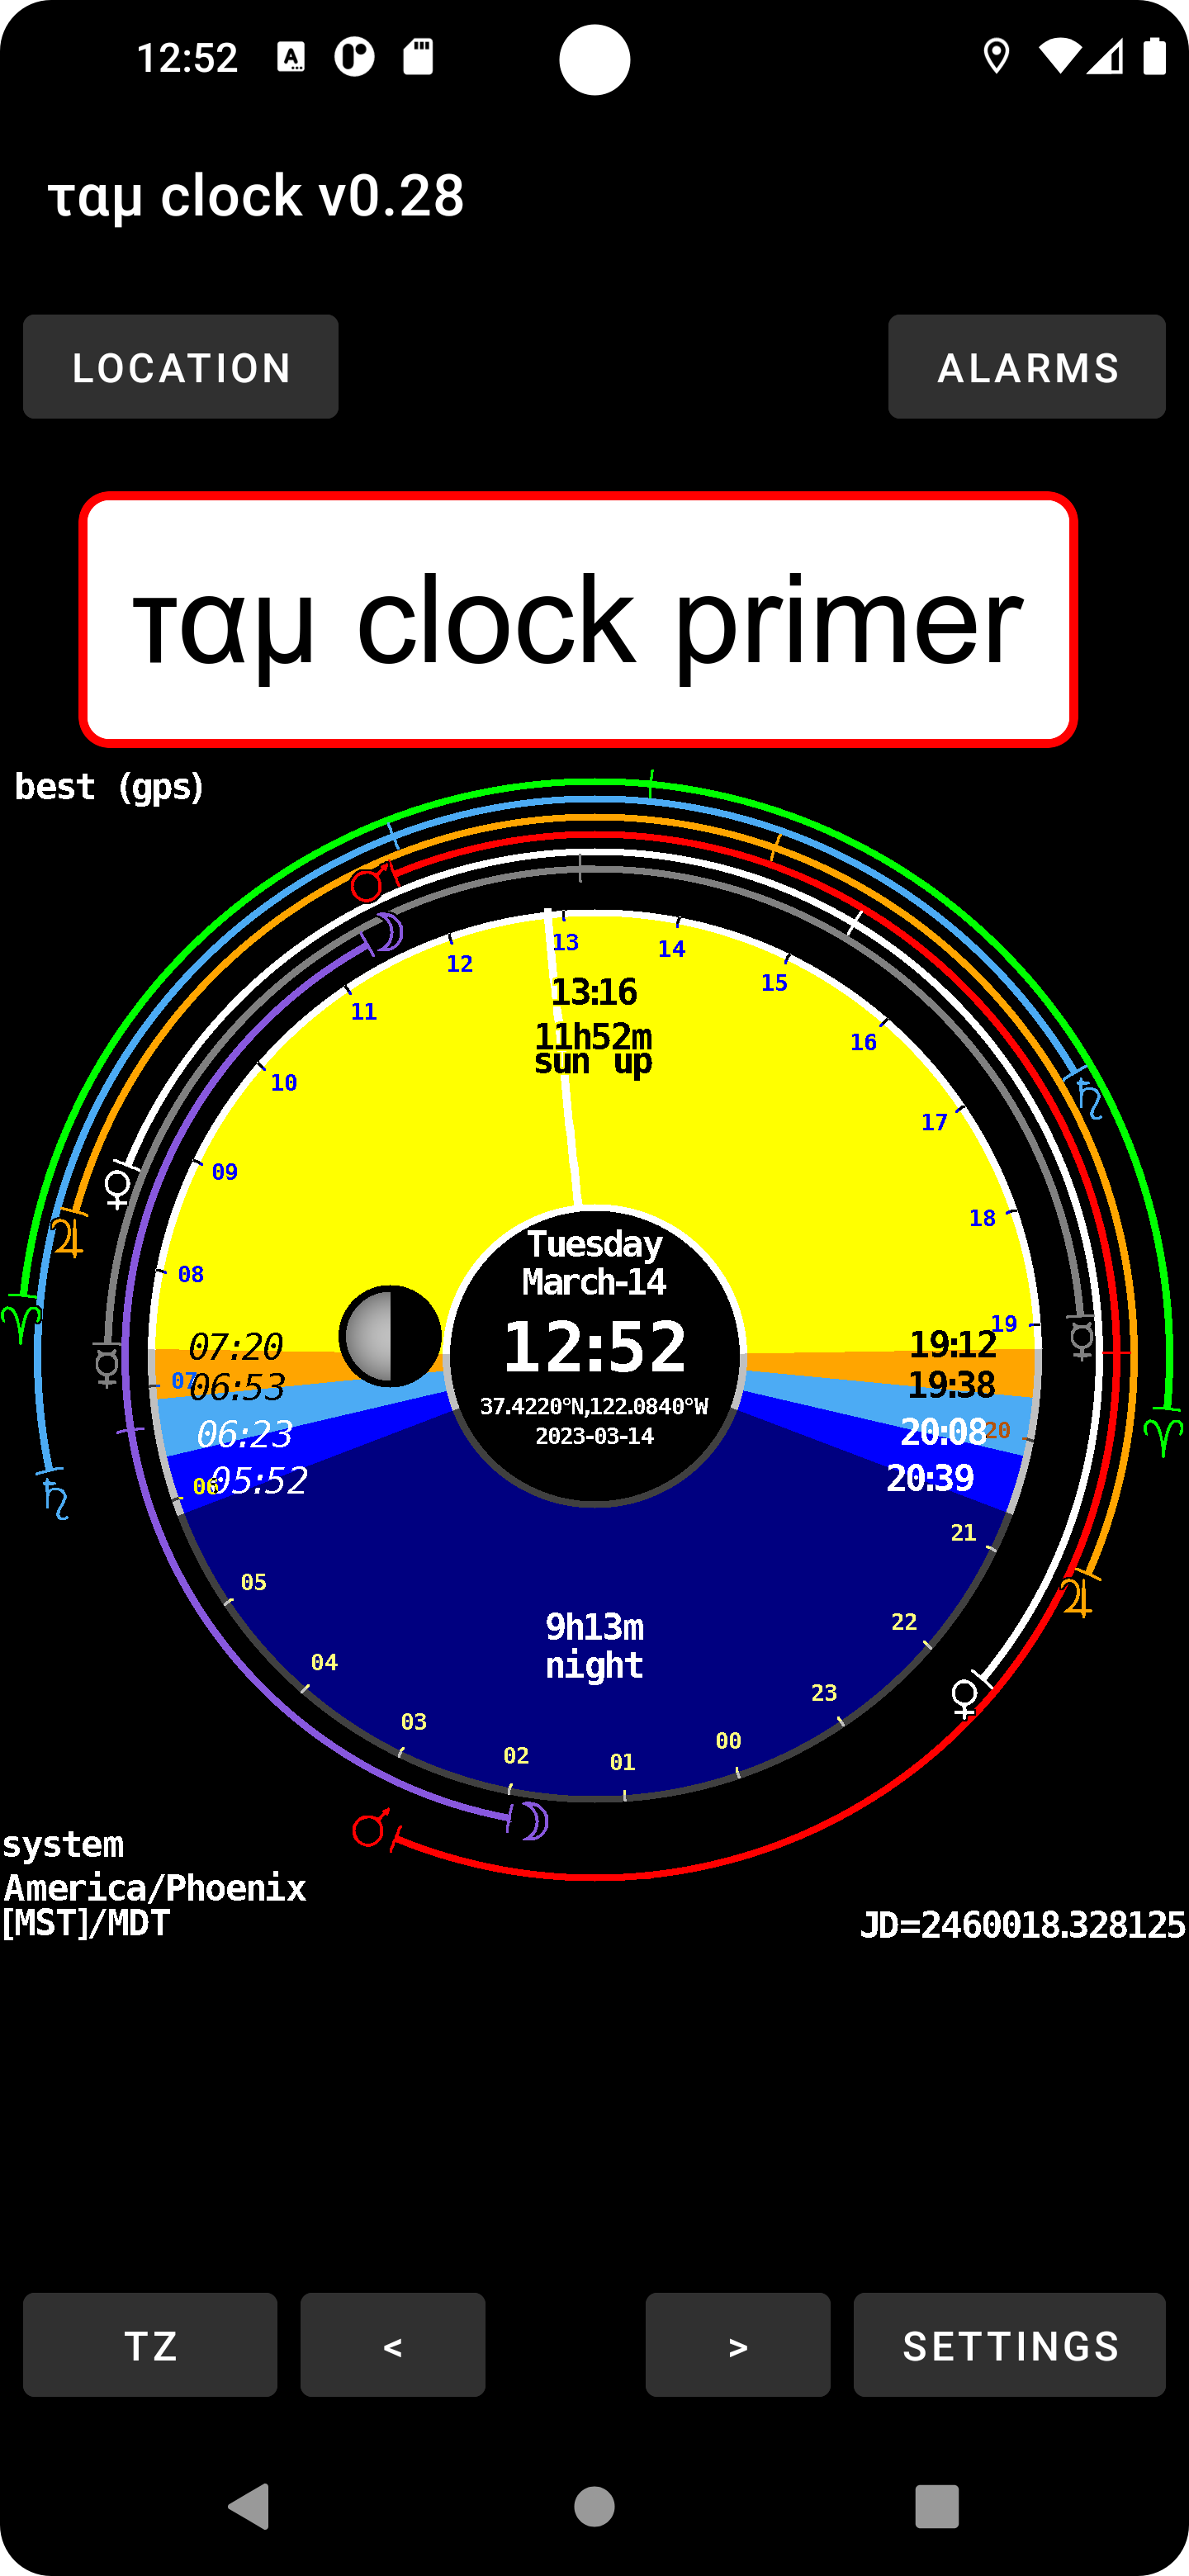 12:52
ταμ clock v0.28
LOCATION
ALARMS
ταμ clock primer
best (gps)
13
14
12
15
11
13:16
11h52m
sun up
16
10
17
09
18
08
Tuesday
March-14
12:52
37.4220°N,122.0840°W
2023-03-14
19
07:20
19:12
07
06:53
19:38
06:23
20:08
20
06
05:52
20:39
21
05
22
9h13m
night
04
23
03
00
02
01
system
America/Phoenix
[MST]/MDT
JD=2460018.328125
TZ
<
>
SETTINGS